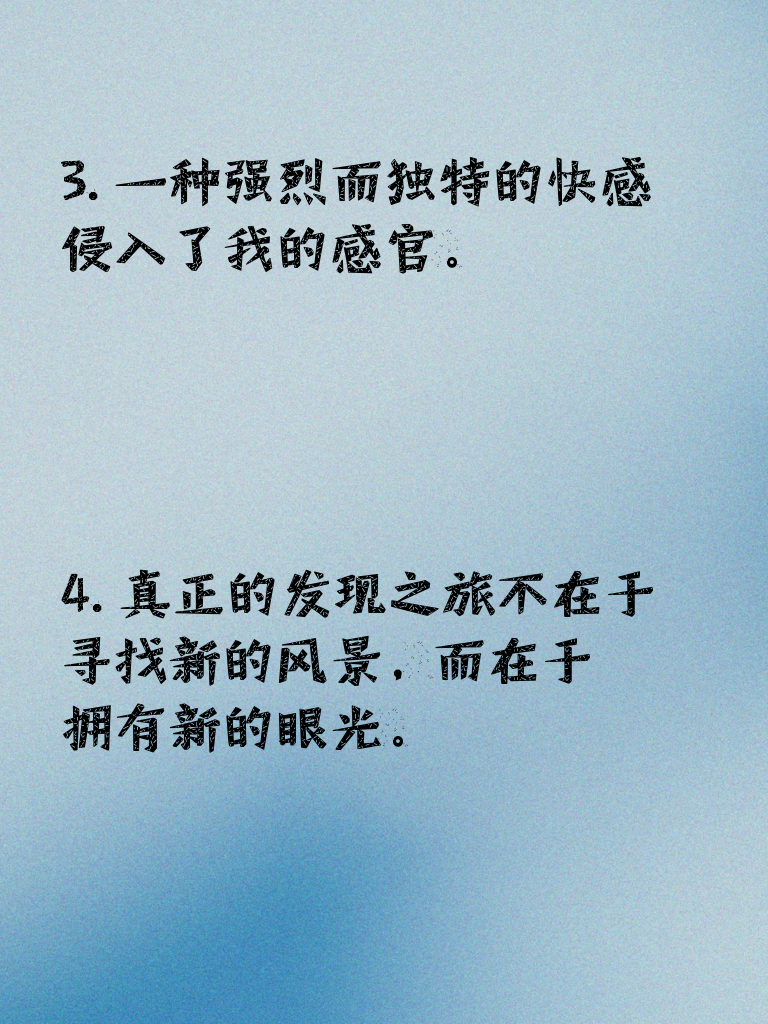 3. 一种强烈而独特的快感
侵入了我的感官。
4. 真正的发现之旅不在于
寻找新的风景，而在于
拥有新的眼光。